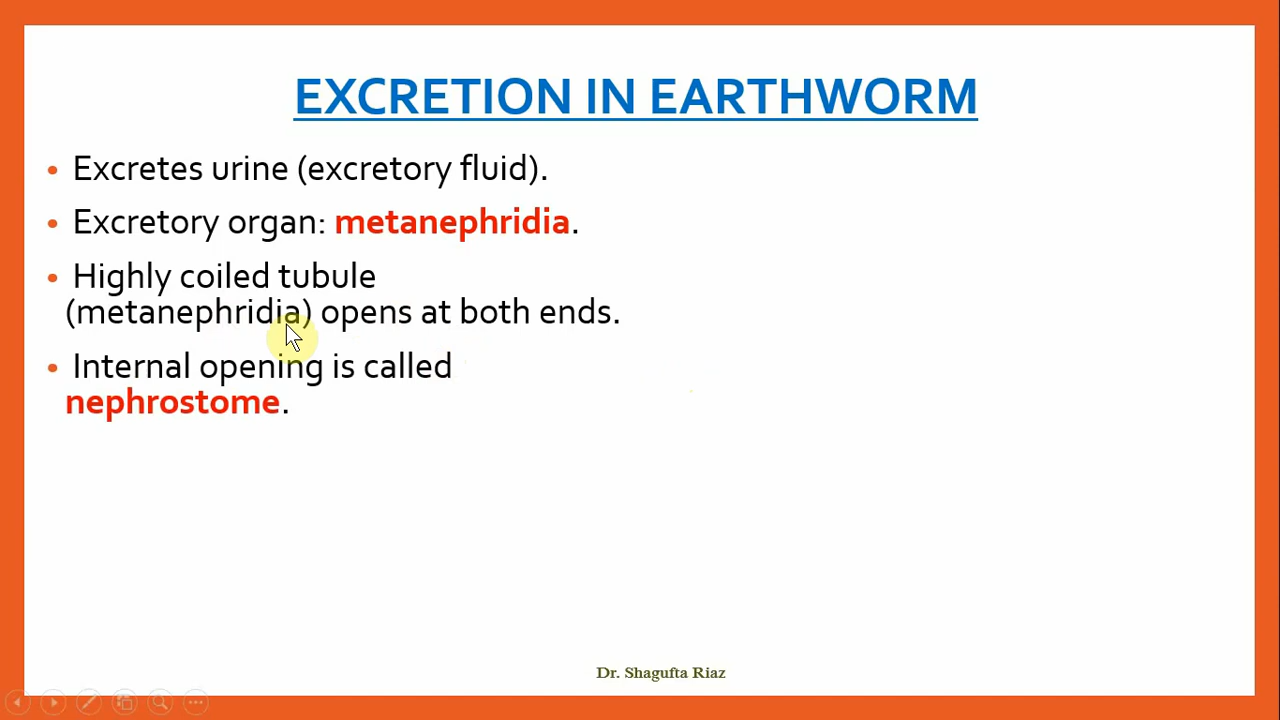 EXCRETION IN EARTHWORM
• Excretes urine (excretory fluid).
• Excretory organ: metanephridia.
• Highly coiled tubule
(metanephridia) opens at both ends.
• Internal opening is called
nephrostome.
Dr. Shagufta Riaz